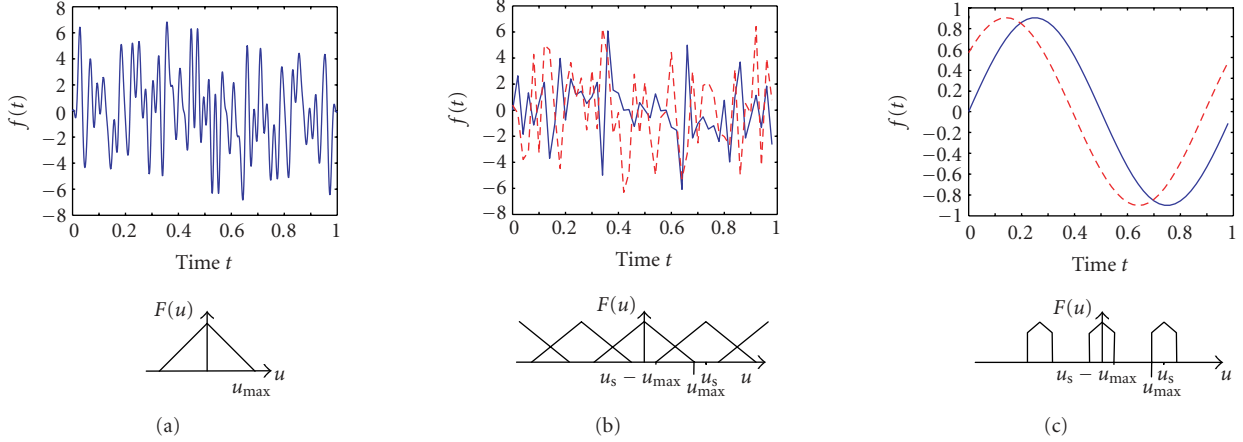 8
6
4
2
0
−2
−4
−6
−8
f(t)
0 0.2 0.4 0.6 0.8 1
Time t
F(u)
u
u_max
(a)
8
6
4
2
0
−2
−4
−6
−8
f(t)
0 0.2 0.4 0.6 0.8 1
Time t
F(u)
u_s − u_max u_s u
u_max
(b)
1
0.8
0.6
0.4
0.2
0
−0.2
−0.4
−0.6
−0.8
−1
f(t)
0 0.2 0.4 0.6 0.8 1
Time t
F(u)
u_s − u_max u_s u
u_max
(c)